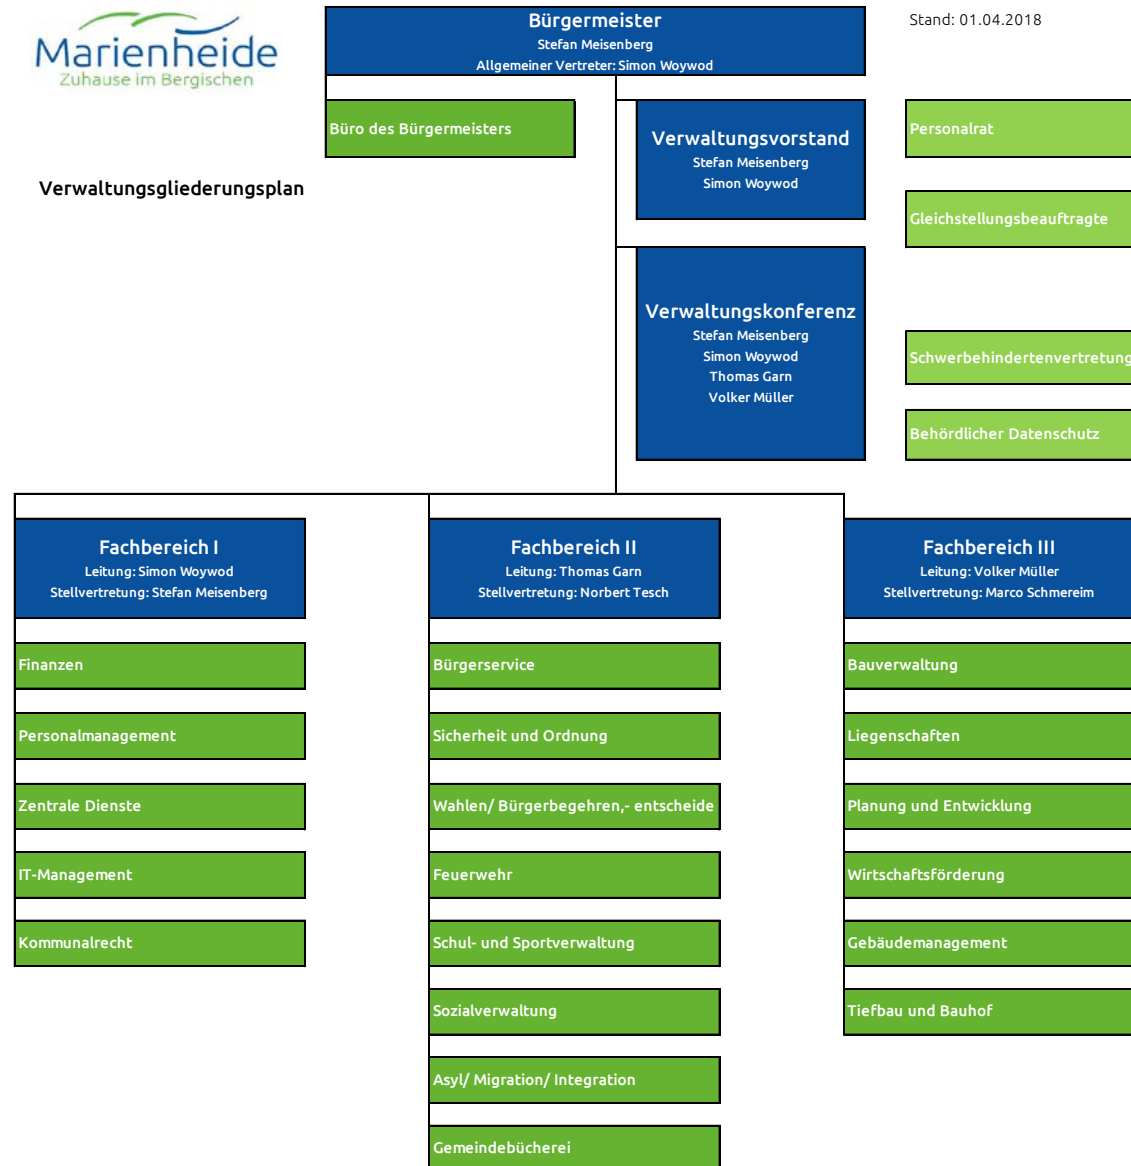 Marienheide
Zuhause im Bergischen
Bürgermeister
Stefan Meisenberg
Allgemeiner Vertreter: Simon Woywod
Stand: 01.04.2018
Büro des Bürgermeisters
Verwaltungsvorstand
Stefan Meisenberg
Simon Woywod
Personalrat
Verwaltungsgliederungsplan
Gleichstellungsbeauftragte
Verwaltungskonferenz
Stefan Meisenberg
Simon Woywod
Thomas Garn
Volker Müller
Schwerbehindertenvertretung
Behördlicher Datenschutz
Fachbereich I
Leitung: Simon Woywod
Stellvertretung: Stefan Meisenberg
Finanzen
Personalmanagement
Zentrale Dienste
IT-Management
Kommunalrecht
Fachbereich II
Leitung: Thomas Garn
Stellvertretung: Norbert Tesch
Bürgerservice
Sicherheit und Ordnung
Wahlen/ Bürgerbegehren,- entscheide
Feuerwehr
Schul- und Sportverwaltung
Sozialverwaltung
Asyl/ Migration/ Integration
Gemeindebücherei
Fachbereich III
Leitung: Volker Müller
Stellvertretung: Marco Schmereim
Bauverwaltung
Liegenschaften
Planung und Entwicklung
Wirtschaftsförderung
Gebäudemanagement
Tiefbau und Bauhof